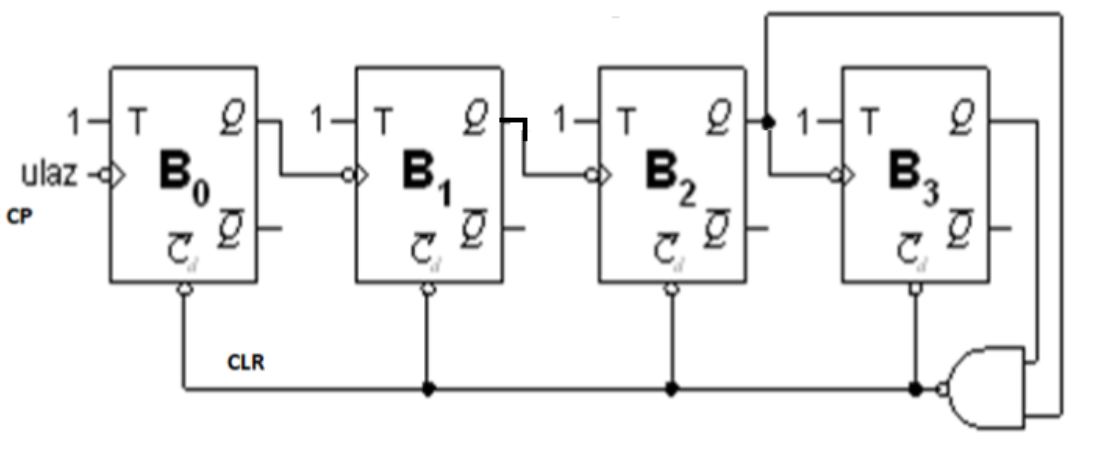 1 T Q 1 T Q 1 T Q 1 T Q
ulaz B0 B1 B2 B3
CP Q̅ Q̅ Q̅ Q̅
C̅d C̅d C̅d C̅d
CLR